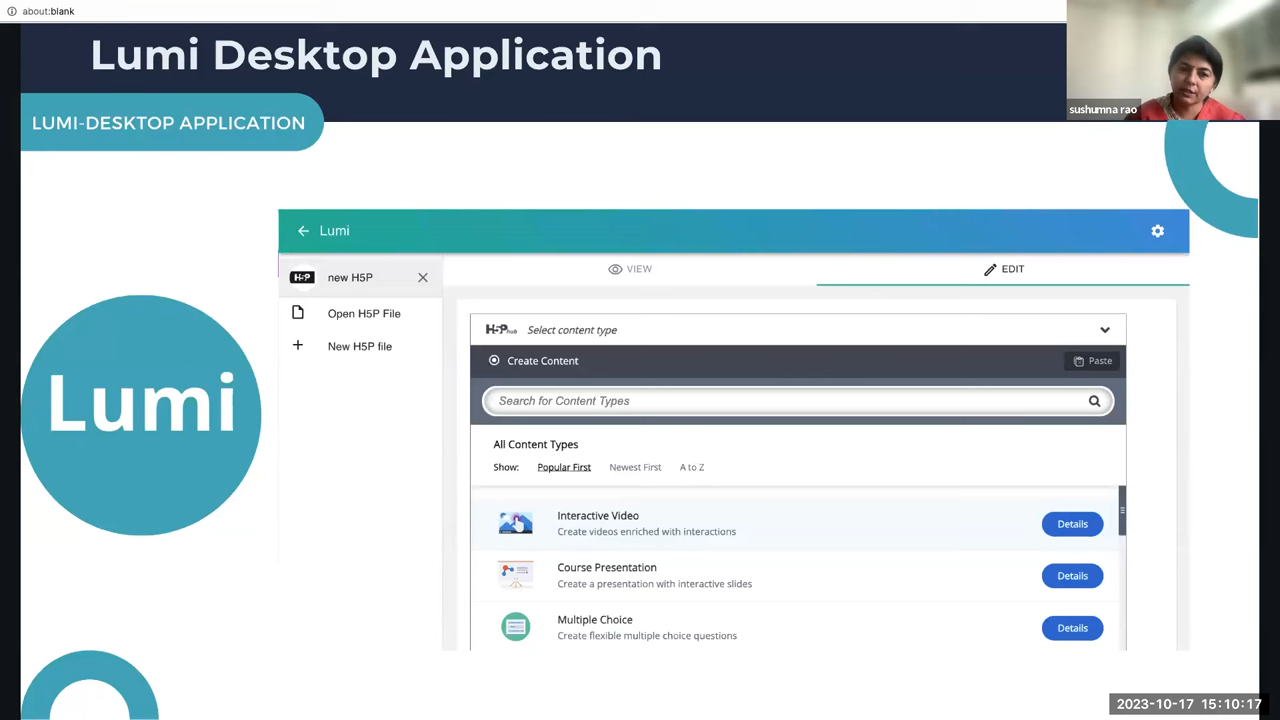 about:blank
Lumi Desktop Application
sushumna rao
LUMI-DESKTOP APPLICATION
Lumi
Lumi
H5P new H5P
Open H5P File
New H5P file
VIEW
EDIT
H5P hub Select content type
Create Content
Paste
Search for Content Types
All Content Types
Show: Popular First Newest First A to Z
Interactive Video
Create videos enriched with interactions
Details
Course Presentation
Create a presentation with interactive slides
Details
Multiple Choice
Create flexible multiple choice questions
Details
2023-10-17 15:10:17